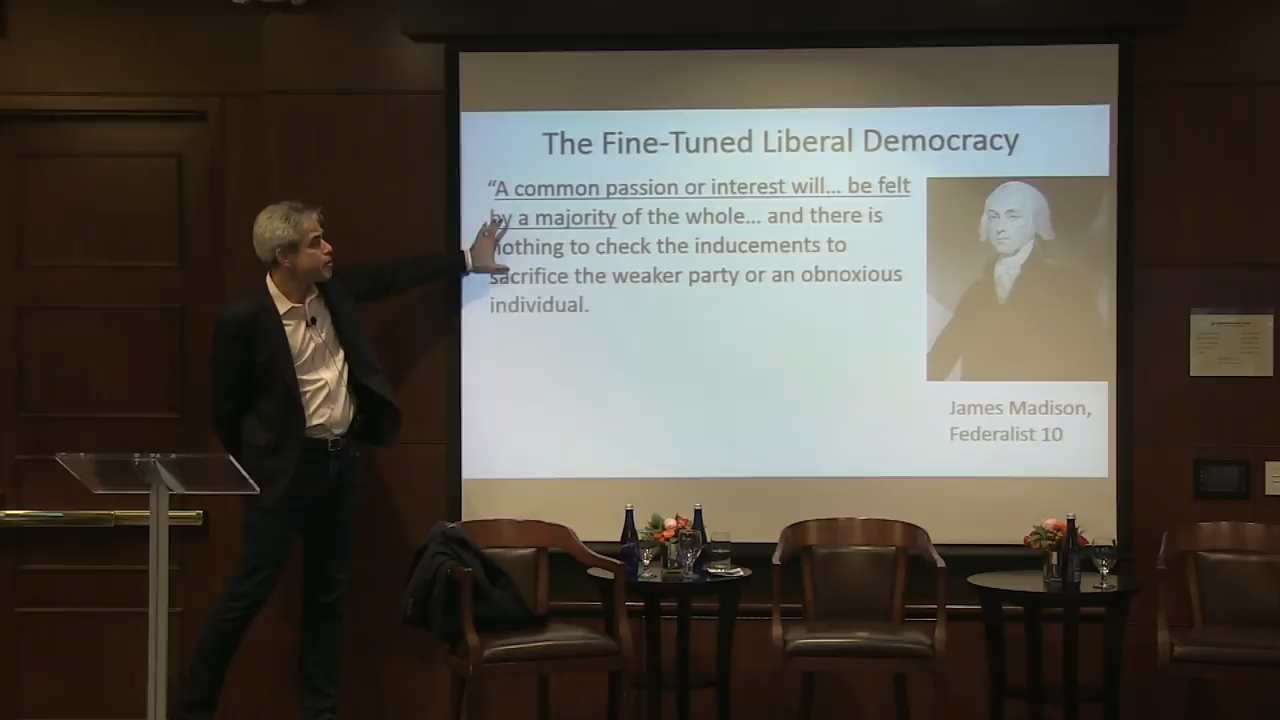 The Fine-Tuned Liberal Democracy
“A common passion or interest will... be felt
by a majority of the whole... and there is
nothing to check the inducements to
sacrifice the weaker party or an obnoxious
individual.
James Madison,
Federalist 10